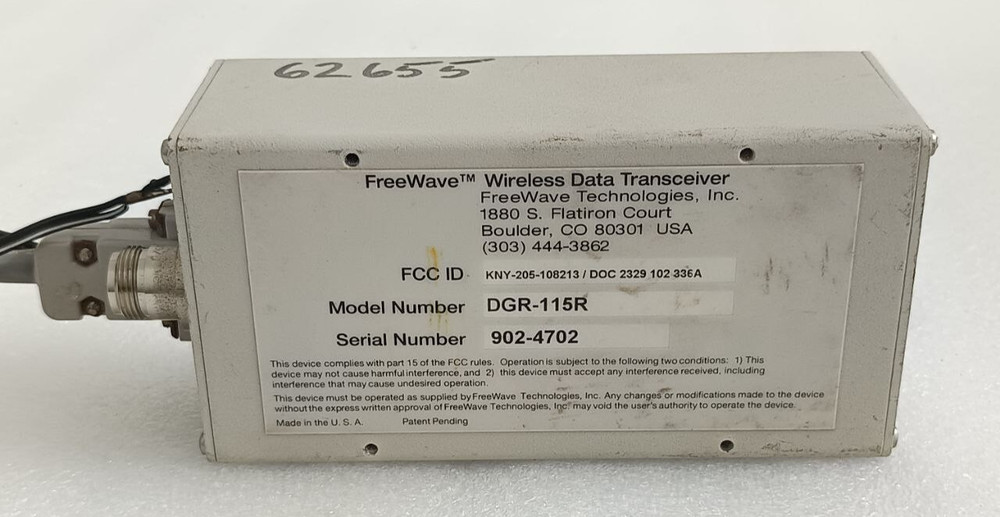 62655
FreeWave™ Wireless Data Transceiver
FreeWave Technologies, Inc.
1880 S. Flatiron Court
Boulder, CO 80301 USA
(303) 444-3862
FCC ID KNY-205-108213 / DOC 2329 102 336A
Model Number DGR-115R
Serial Number 902-4702
This device complies with part 15 of the FCC rules. Operation is subject to the following two conditions: 1) This
device may not cause harmful interference, and 2) this device must accept any interference received, including
interference that may cause undesired operation.
This device must be operated as supplied by FreeWave Technologies, Inc. Any changes or modifications made to the device
without the express written approval of FreeWave Technologies, Inc. may void the user's authority to operate the device.
Made in the U. S. A. Patent Pending